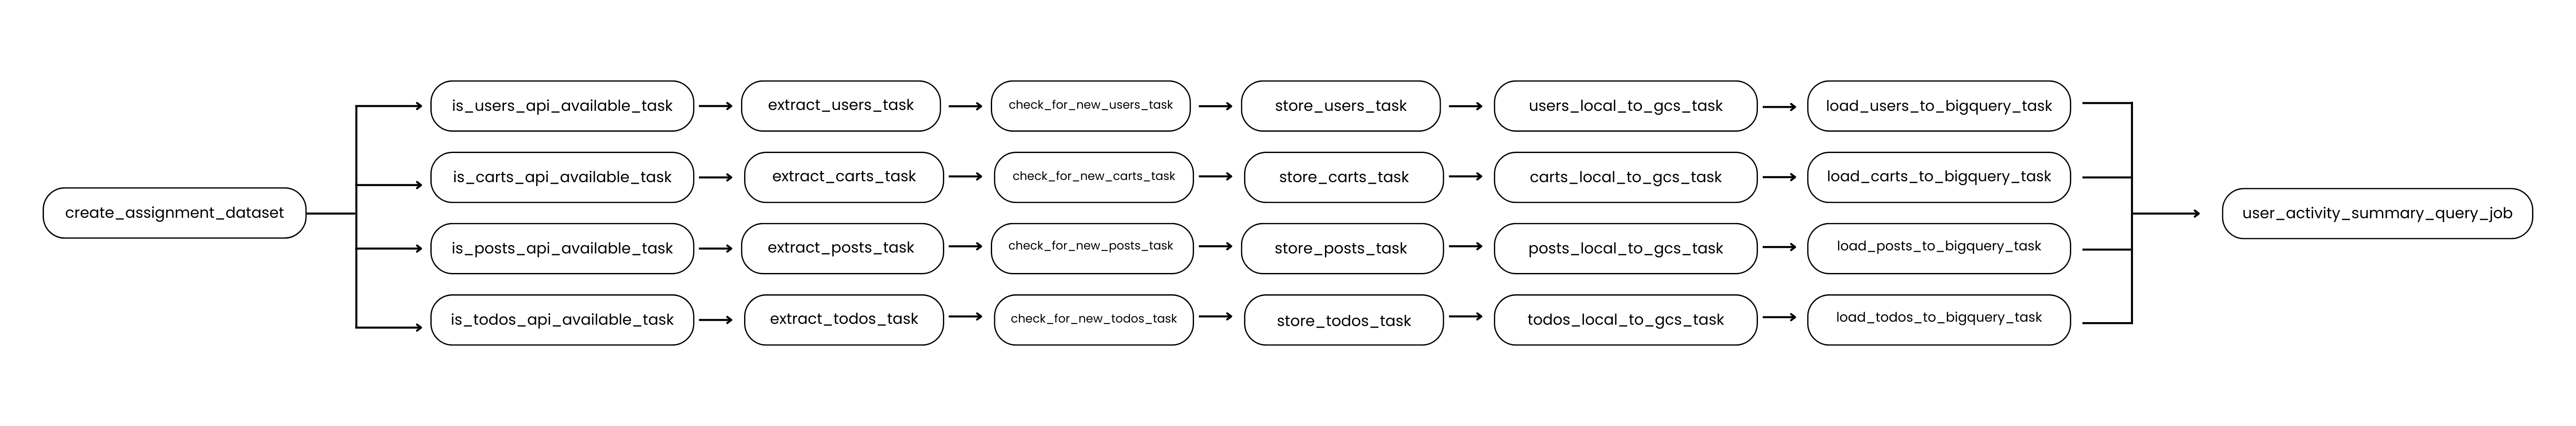 create_assignment_dataset
is_users_api_available_task
extract_users_task
check_for_new_users_task
store_users_task
users_local_to_gcs_task
load_users_to_bigquery_task
is_carts_api_available_task
extract_carts_task
check_for_new_carts_task
store_carts_task
carts_local_to_gcs_task
load_carts_to_bigquery_task
is_posts_api_available_task
extract_posts_task
check_for_new_posts_task
store_posts_task
posts_local_to_gcs_task
load_posts_to_bigquery_task
is_todos_api_available_task
extract_todos_task
check_for_new_todos_task
store_todos_task
todos_local_to_gcs_task
load_todos_to_bigquery_task
user_activity_summary_query_job